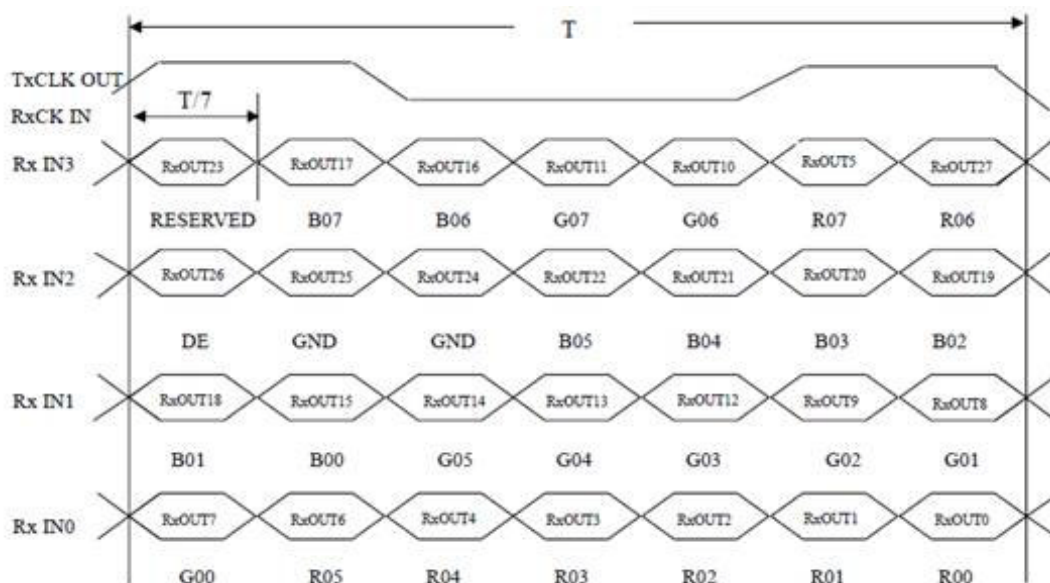 T
TxCLK OUT
T/7
RxCK IN
Rx IN3 RxOUT23 RxOUT17 RxOUT16 RxOUT11 RxOUT10 RxOUT5 RxOUT27
RESERVED B07 B06 G07 G06 R07 R06
Rx IN2 RxOUT26 RxOUT25 RxOUT24 RxOUT22 RxOUT21 RxOUT20 RxOUT19
DE GND GND B05 B04 B03 B02
Rx IN1 RxOUT18 RxOUT15 RxOUT14 RxOUT13 RxOUT12 RxOUT9 RxOUT8
B01 B00 G05 G04 G03 G02 G01
Rx IN0 RxOUT7 RxOUT6 RxOUT4 RxOUT3 RxOUT2 RxOUT1 RxOUT0
G00 R05 R04 R03 R02 R01 R00